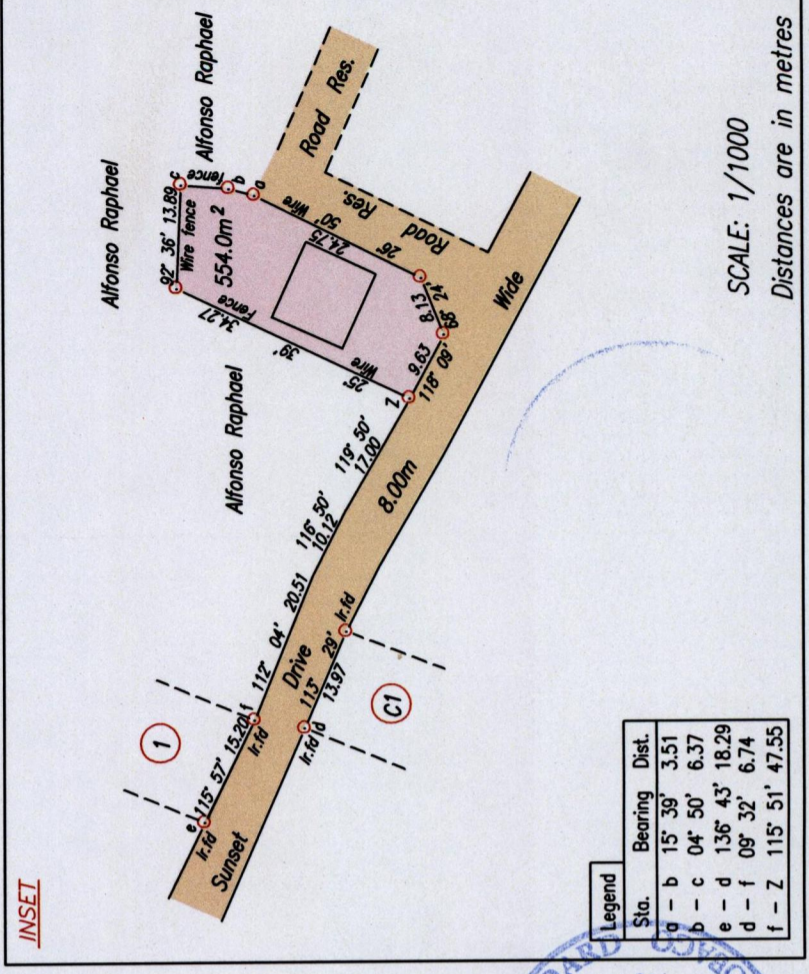 INSET
Alfonso Raphael
Alfonso Raphael
Alfonso Raphael
92° 36' 13.89
Wire fence
c
fence
b
a
554.0m²
34.27
Fence
39'
25°
Wire
Z
Wire
50'
24.75
26°
Road Res.
Road Res.
8.13
68° 24'
9.63
118° 09'
119° 50'
17.00
116° 50'
10.12
112° 04' 20.51
1
e
115° 57' 15.20
f
Ir.fd
Ir.fd
Sunset Drive 8.00m Wide
Ir.fd
d
113° 29'
13.97
Ir.fd
C1
SCALE: 1/1000
Distances are in metres
Legend
Sta. Bearing Dist.
a - b 15° 39' 3.51
b - c 04° 50' 6.37
e - d 136° 43' 18.29
d - f 09° 32' 6.74
f - Z 115° 51' 47.55